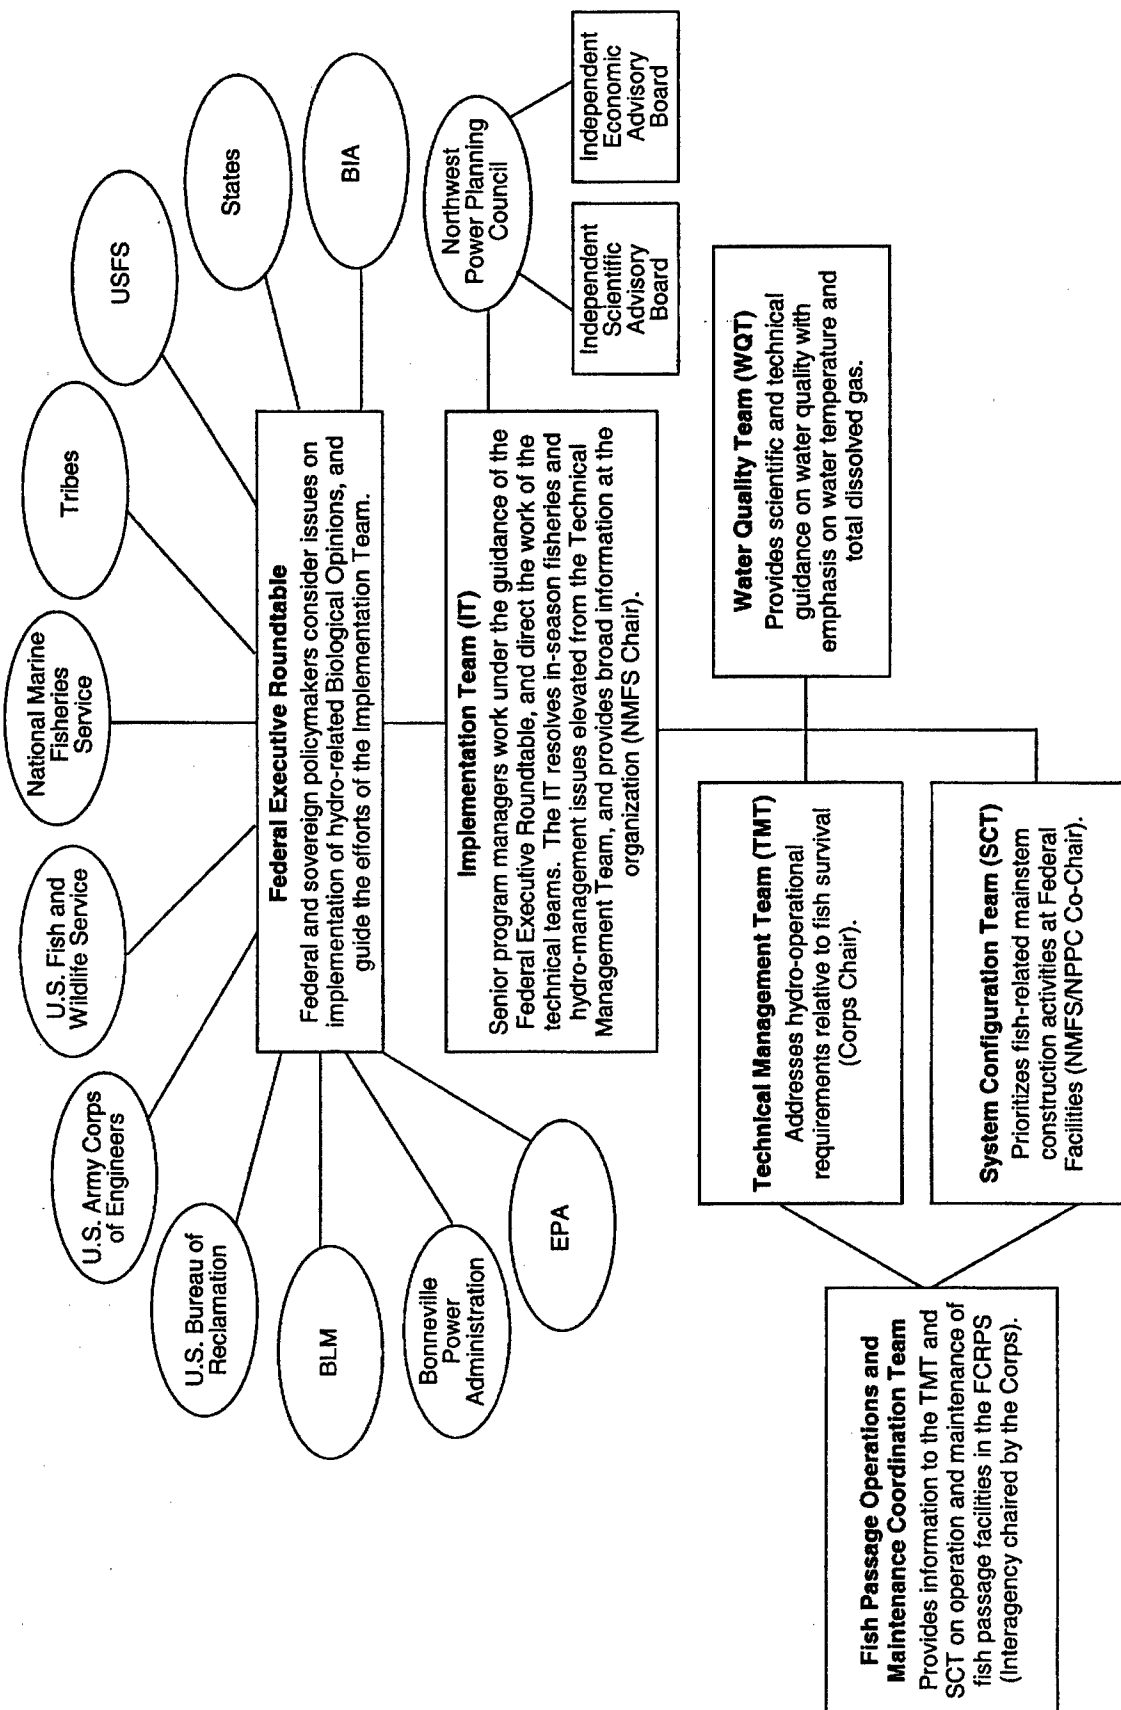 U.S. Fish and
Wildlife Service
National Marine
Fisheries
Service
Tribes
USFS
U.S. Army Corps
of Engineers
States
U.S. Bureau of
Reclamation
BIA
BLM
Bonneville
Power
Administration
EPA
Federal Executive Roundtable
Federal and sovereign policymakers consider issues on
implementation of hydro-related Biological Opinions, and
guide the efforts of the Implementation Team.
Implementation Team (IT)
Senior program managers work under the guidance of the
Federal Executive Roundtable, and direct the work of the
technical teams. The IT resolves in-season fisheries and
hydro-management issues elevated from the Technical
Management Team, and provides broad information at the
organization (NMFS Chair).
Northwest
Power Planning
Council
Independent
Scientific
Advisory
Board
Independent
Economic
Advisory
Board
Technical Management Team (TMT)
Addresses hydro-operational
requirements relative to fish survival
(Corps Chair).
Water Quality Team (WQT)
Provides scientific and technical
guidance on water quality with
emphasis on water temperature and
total dissolved gas.
Fish Passage Operations and
Maintenance Coordination Team
Provides information to the TMT and
SCT on operation and maintenance of
fish passage facilities in the FCRPS
(Interagency chaired by the Corps).
System Configuration Team (SCT)
Prioritizes fish-related mainstem
construction activities at Federal
Facilities (NMFS/NPPC Co-Chair).